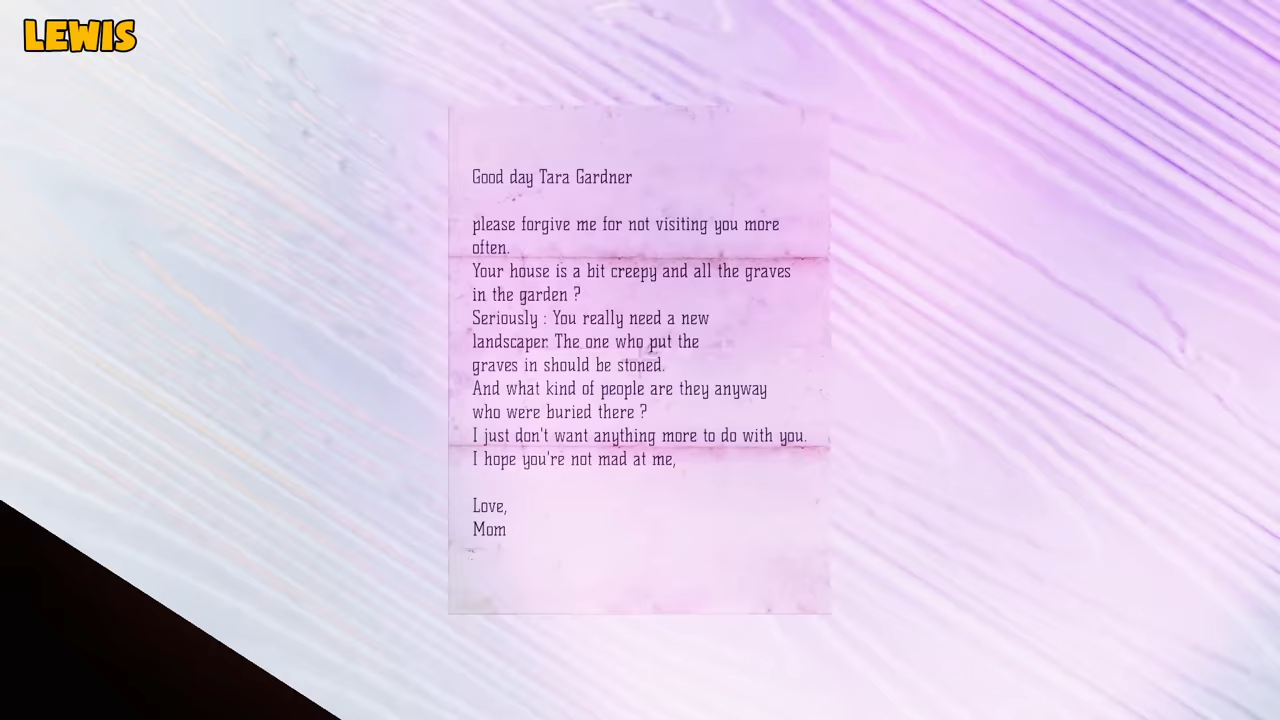 LEWIS
Good day Tara Gardner
please forgive me for not visiting you more
often.
Your house is a bit creepy and all the graves
in the garden ?
Seriously : You really need a new
landscaper. The one who put the
graves in should be stoned.
And what kind of people are they anyway
who were buried there ?
I just don't want anything more to do with you.
I hope you're not mad at me,
Love,
Mom